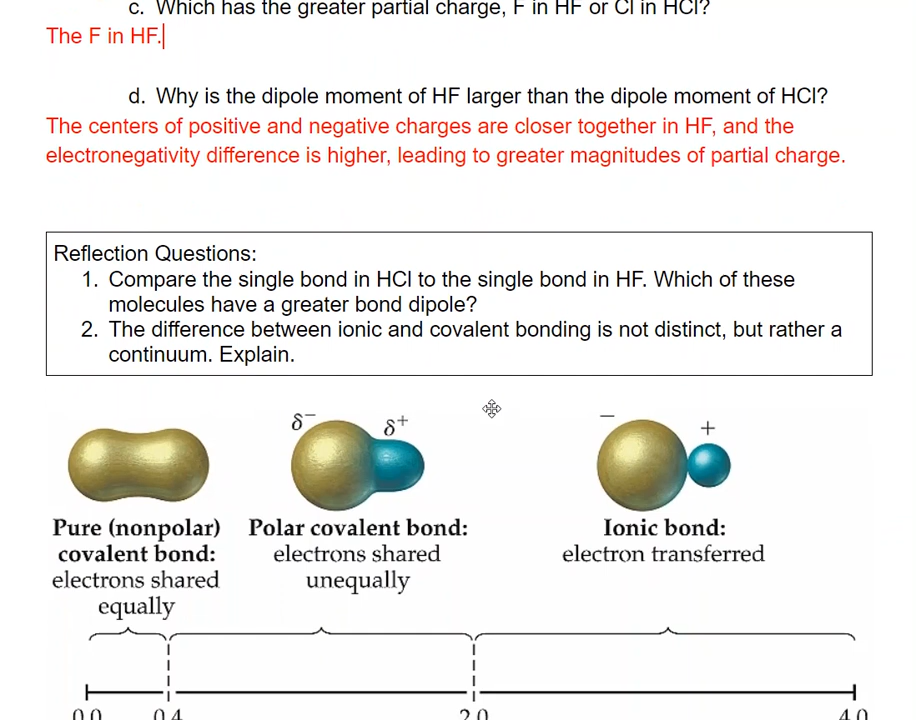 c. Which has the greater partial charge, F in HF or Cl in HCl?
The F in HF.
d. Why is the dipole moment of HF larger than the dipole moment of HCl?
The centers of positive and negative charges are closer together in HF, and the
electronegativity difference is higher, leading to greater magnitudes of partial charge.
Reflection Questions:
1. Compare the single bond in HCl to the single bond in HF. Which of these
molecules have a greater bond dipole?
2. The difference between ionic and covalent bonding is not distinct, but rather a
continuum. Explain.
δ− δ+ − +
Pure (nonpolar) Polar covalent bond: Ionic bond:
covalent bond: electrons shared electron transferred
electrons shared unequally
equally
0.0 0.4 2.0 4.0